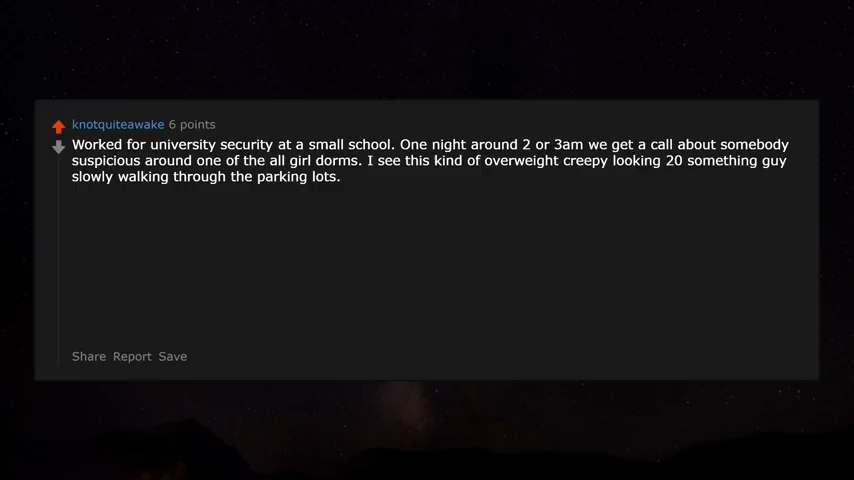 knotquiteawake 6 points
Worked for university security at a small school. One night around 2 or 3am we get a call about somebody
suspicious around one of the all girl dorms. I see this kind of overweight creepy looking 20 something guy
slowly walking through the parking lots.
Share Report Save